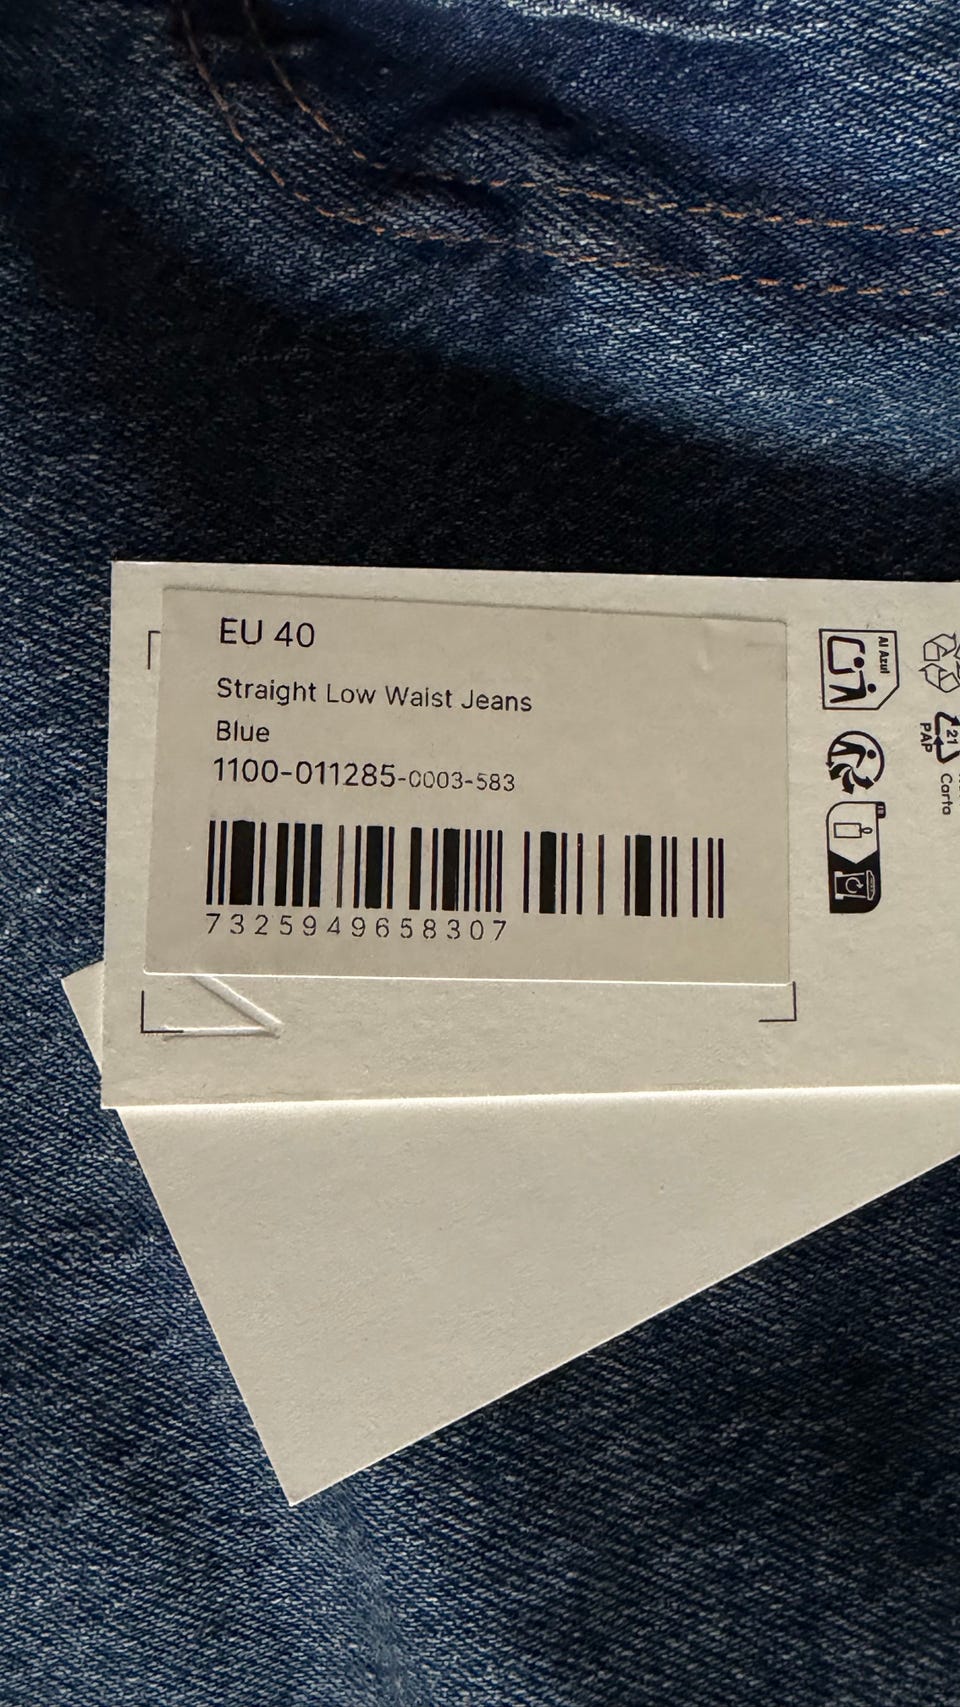 EU 40
Straight Low Waist Jeans
Blue
1100-011285-0003-583
7325949658307
Al Azul
21
PAP
Carta